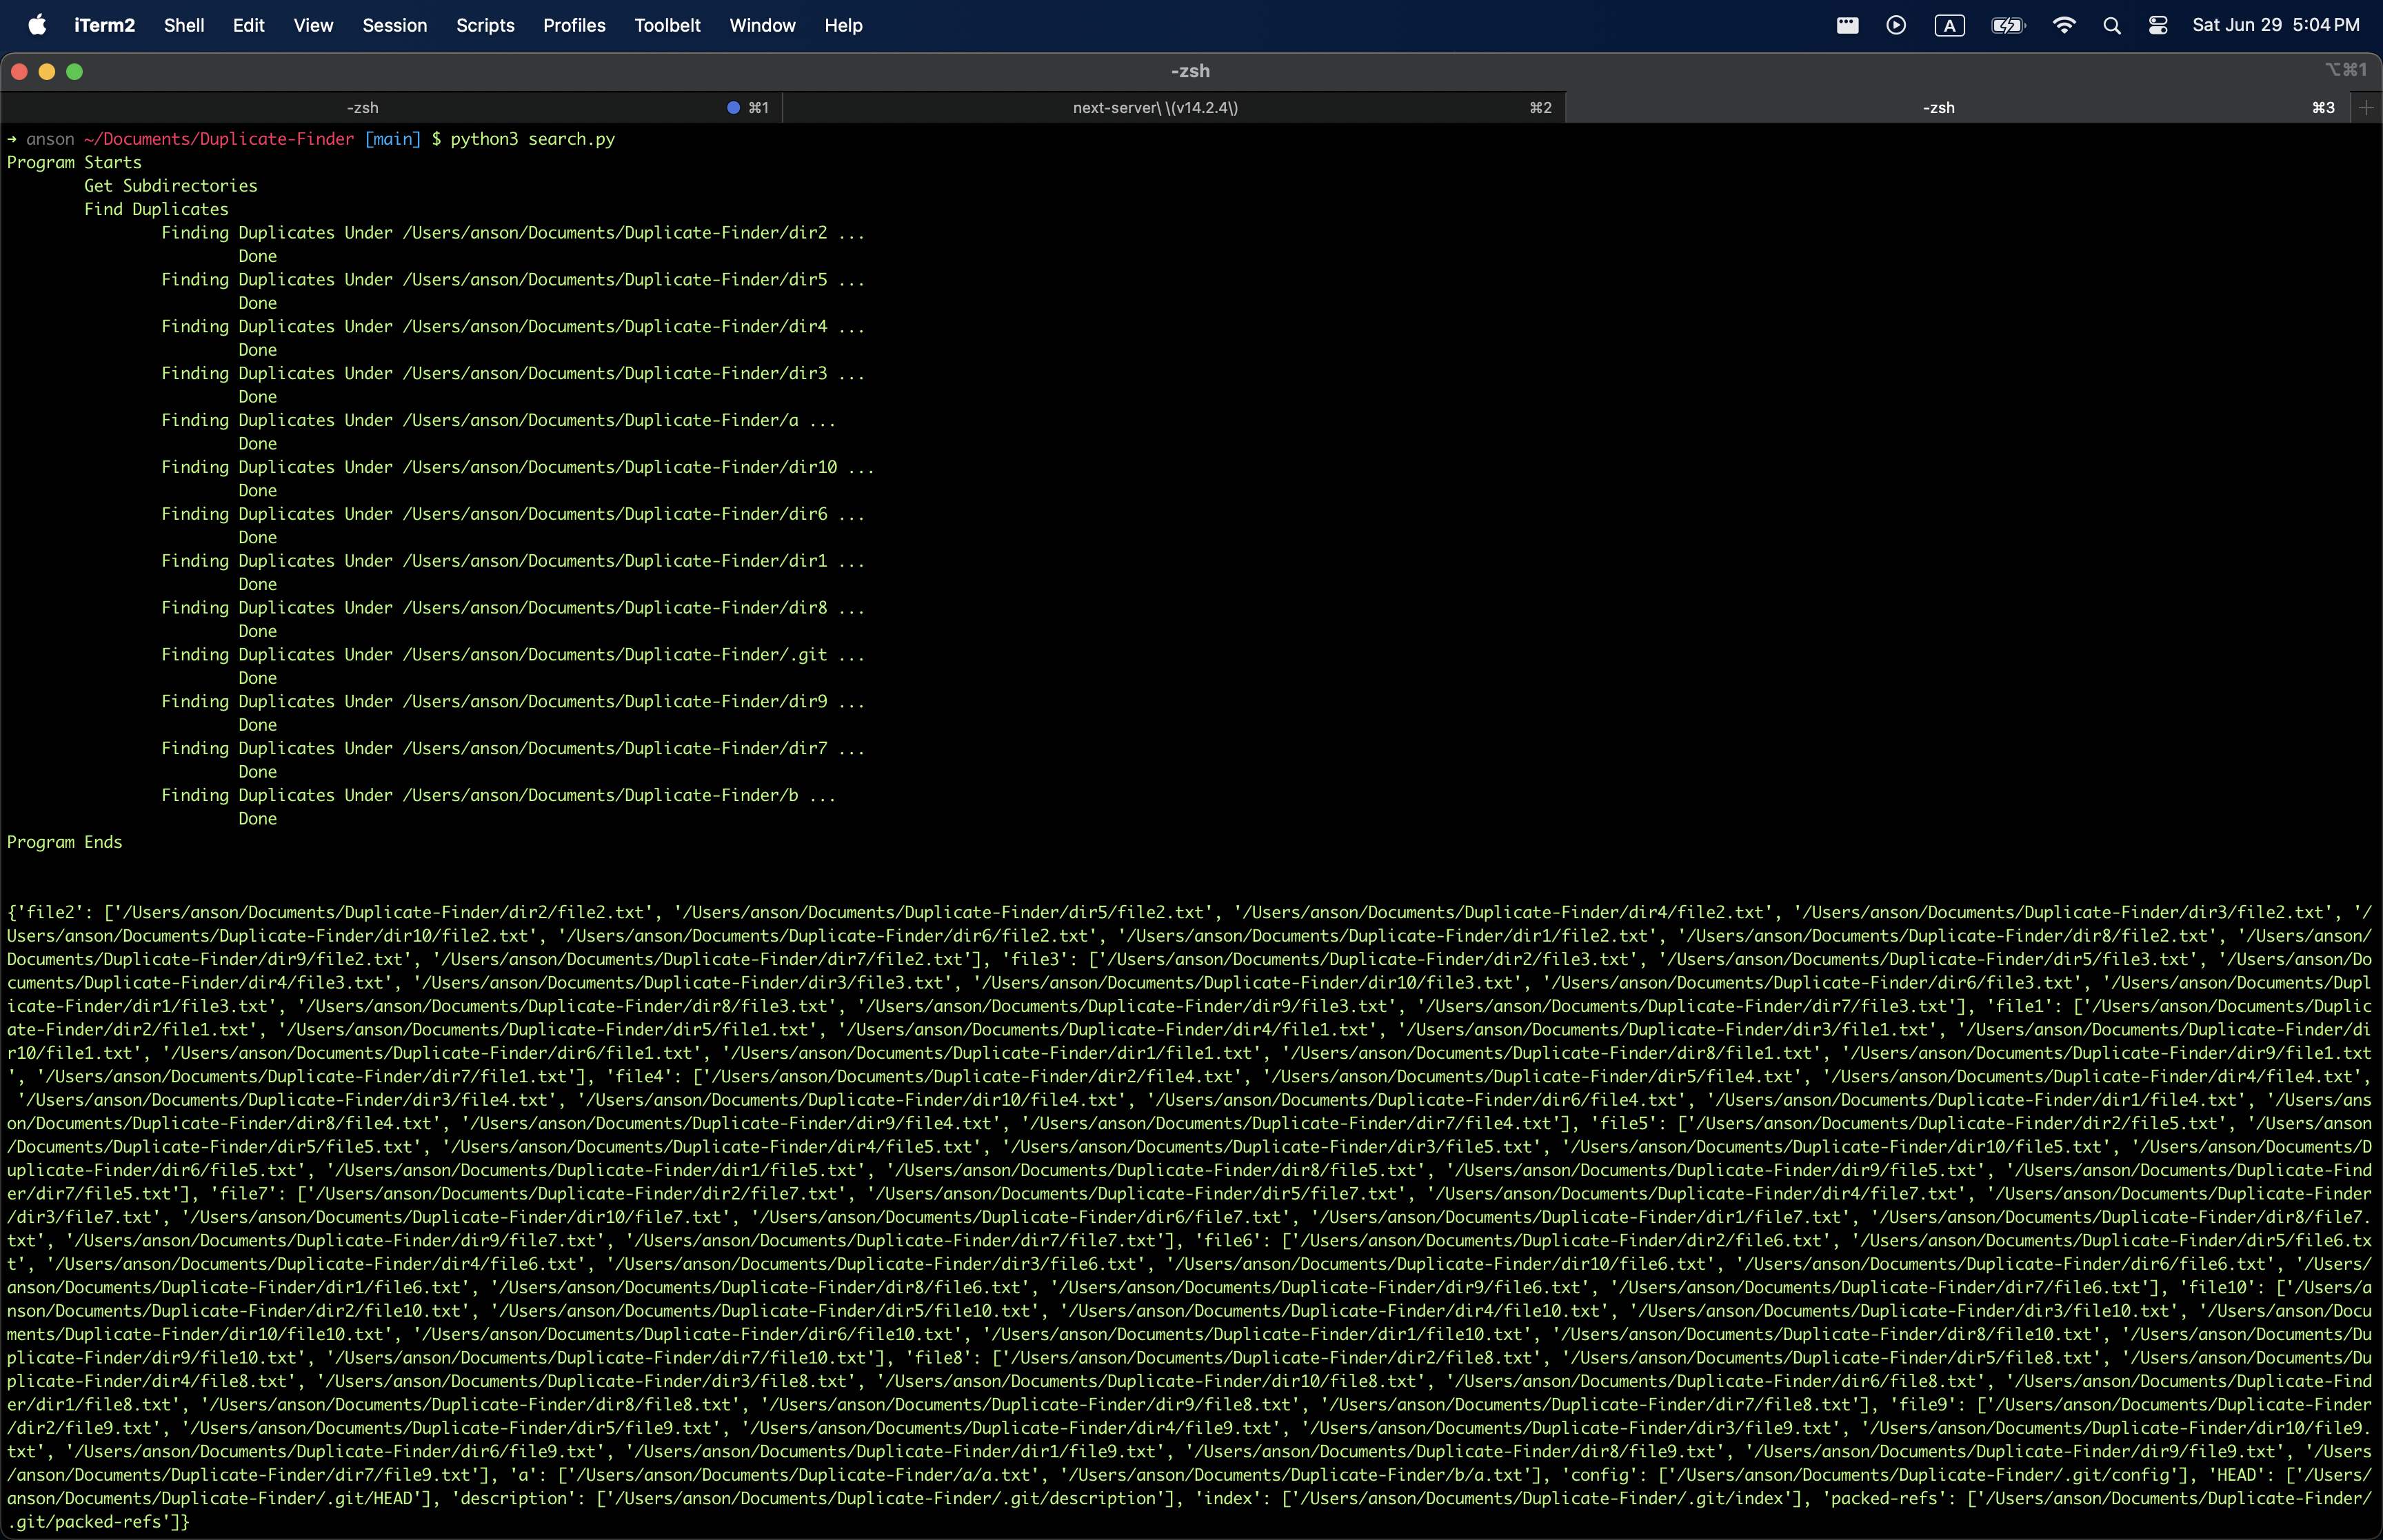 iTerm2 Shell Edit View Session Scripts Profiles Toolbelt Window Help A Sat Jun 29 5:04 PM
-zsh ⌥⌘1
-zsh ⌘1 next-server\ \(v14.2.4\) ⌘2 -zsh ⌘3 +
→ anson ~/Documents/Duplicate-Finder [main] $ python3 search.py
Program Starts
Get Subdirectories
Find Duplicates
Finding Duplicates Under /Users/anson/Documents/Duplicate-Finder/dir2 ...
Done
Finding Duplicates Under /Users/anson/Documents/Duplicate-Finder/dir5 ...
Done
Finding Duplicates Under /Users/anson/Documents/Duplicate-Finder/dir4 ...
Done
Finding Duplicates Under /Users/anson/Documents/Duplicate-Finder/dir3 ...
Done
Finding Duplicates Under /Users/anson/Documents/Duplicate-Finder/a ...
Done
Finding Duplicates Under /Users/anson/Documents/Duplicate-Finder/dir10 ...
Done
Finding Duplicates Under /Users/anson/Documents/Duplicate-Finder/dir6 ...
Done
Finding Duplicates Under /Users/anson/Documents/Duplicate-Finder/dir1 ...
Done
Finding Duplicates Under /Users/anson/Documents/Duplicate-Finder/dir8 ...
Done
Finding Duplicates Under /Users/anson/Documents/Duplicate-Finder/.git ...
Done
Finding Duplicates Under /Users/anson/Documents/Duplicate-Finder/dir9 ...
Done
Finding Duplicates Under /Users/anson/Documents/Duplicate-Finder/dir7 ...
Done
Finding Duplicates Under /Users/anson/Documents/Duplicate-Finder/b ...
Done
Program Ends
{'file2': ['/Users/anson/Documents/Duplicate-Finder/dir2/file2.txt', '/Users/anson/Documents/Duplicate-Finder/dir5/file2.txt', '/Users/anson/Documents/Duplicate-Finder/dir4/file2.txt', '/Users/anson/Documents/Duplicate-Finder/dir3/file2.txt', '/
Users/anson/Documents/Duplicate-Finder/dir10/file2.txt', '/Users/anson/Documents/Duplicate-Finder/dir6/file2.txt', '/Users/anson/Documents/Duplicate-Finder/dir1/file2.txt', '/Users/anson/Documents/Duplicate-Finder/dir8/file2.txt', '/Users/anson/
Documents/Duplicate-Finder/dir9/file2.txt', '/Users/anson/Documents/Duplicate-Finder/dir7/file2.txt'], 'file3': ['/Users/anson/Documents/Duplicate-Finder/dir2/file3.txt', '/Users/anson/Documents/Duplicate-Finder/dir5/file3.txt', '/Users/anson/Do
cuments/Duplicate-Finder/dir4/file3.txt', '/Users/anson/Documents/Duplicate-Finder/dir3/file3.txt', '/Users/anson/Documents/Duplicate-Finder/dir10/file3.txt', '/Users/anson/Documents/Duplicate-Finder/dir6/file3.txt', '/Users/anson/Documents/Dupl
icate-Finder/dir1/file3.txt', '/Users/anson/Documents/Duplicate-Finder/dir8/file3.txt', '/Users/anson/Documents/Duplicate-Finder/dir9/file3.txt', '/Users/anson/Documents/Duplicate-Finder/dir7/file3.txt'], 'file1': ['/Users/anson/Documents/Duplic
ate-Finder/dir2/file1.txt', '/Users/anson/Documents/Duplicate-Finder/dir5/file1.txt', '/Users/anson/Documents/Duplicate-Finder/dir4/file1.txt', '/Users/anson/Documents/Duplicate-Finder/dir3/file1.txt', '/Users/anson/Documents/Duplicate-Finder/di
r10/file1.txt', '/Users/anson/Documents/Duplicate-Finder/dir6/file1.txt', '/Users/anson/Documents/Duplicate-Finder/dir1/file1.txt', '/Users/anson/Documents/Duplicate-Finder/dir8/file1.txt', '/Users/anson/Documents/Duplicate-Finder/dir9/file1.txt
', '/Users/anson/Documents/Duplicate-Finder/dir7/file1.txt'], 'file4': ['/Users/anson/Documents/Duplicate-Finder/dir2/file4.txt', '/Users/anson/Documents/Duplicate-Finder/dir5/file4.txt', '/Users/anson/Documents/Duplicate-Finder/dir4/file4.txt',
'/Users/anson/Documents/Duplicate-Finder/dir3/file4.txt', '/Users/anson/Documents/Duplicate-Finder/dir10/file4.txt', '/Users/anson/Documents/Duplicate-Finder/dir6/file4.txt', '/Users/anson/Documents/Duplicate-Finder/dir1/file4.txt', '/Users/ans
on/Documents/Duplicate-Finder/dir8/file4.txt', '/Users/anson/Documents/Duplicate-Finder/dir9/file4.txt', '/Users/anson/Documents/Duplicate-Finder/dir7/file4.txt'], 'file5': ['/Users/anson/Documents/Duplicate-Finder/dir2/file5.txt', '/Users/anson
/Documents/Duplicate-Finder/dir5/file5.txt', '/Users/anson/Documents/Duplicate-Finder/dir4/file5.txt', '/Users/anson/Documents/Duplicate-Finder/dir3/file5.txt', '/Users/anson/Documents/Duplicate-Finder/dir10/file5.txt', '/Users/anson/Documents/D
uplicate-Finder/dir6/file5.txt', '/Users/anson/Documents/Duplicate-Finder/dir1/file5.txt', '/Users/anson/Documents/Duplicate-Finder/dir8/file5.txt', '/Users/anson/Documents/Duplicate-Finder/dir9/file5.txt', '/Users/anson/Documents/Duplicate-Find
er/dir7/file5.txt'], 'file7': ['/Users/anson/Documents/Duplicate-Finder/dir2/file7.txt', '/Users/anson/Documents/Duplicate-Finder/dir5/file7.txt', '/Users/anson/Documents/Duplicate-Finder/dir4/file7.txt', '/Users/anson/Documents/Duplicate-Finder
/dir3/file7.txt', '/Users/anson/Documents/Duplicate-Finder/dir10/file7.txt', '/Users/anson/Documents/Duplicate-Finder/dir6/file7.txt', '/Users/anson/Documents/Duplicate-Finder/dir1/file7.txt', '/Users/anson/Documents/Duplicate-Finder/dir8/file7.
txt', '/Users/anson/Documents/Duplicate-Finder/dir9/file7.txt', '/Users/anson/Documents/Duplicate-Finder/dir7/file7.txt'], 'file6': ['/Users/anson/Documents/Duplicate-Finder/dir2/file6.txt', '/Users/anson/Documents/Duplicate-Finder/dir5/file6.tx
t', '/Users/anson/Documents/Duplicate-Finder/dir4/file6.txt', '/Users/anson/Documents/Duplicate-Finder/dir3/file6.txt', '/Users/anson/Documents/Duplicate-Finder/dir10/file6.txt', '/Users/anson/Documents/Duplicate-Finder/dir6/file6.txt', '/Users/
anson/Documents/Duplicate-Finder/dir1/file6.txt', '/Users/anson/Documents/Duplicate-Finder/dir8/file6.txt', '/Users/anson/Documents/Duplicate-Finder/dir9/file6.txt', '/Users/anson/Documents/Duplicate-Finder/dir7/file6.txt'], 'file10': ['/Users/a
nson/Documents/Duplicate-Finder/dir2/file10.txt', '/Users/anson/Documents/Duplicate-Finder/dir5/file10.txt', '/Users/anson/Documents/Duplicate-Finder/dir4/file10.txt', '/Users/anson/Documents/Duplicate-Finder/dir3/file10.txt', '/Users/anson/Docu
ments/Duplicate-Finder/dir10/file10.txt', '/Users/anson/Documents/Duplicate-Finder/dir6/file10.txt', '/Users/anson/Documents/Duplicate-Finder/dir1/file10.txt', '/Users/anson/Documents/Duplicate-Finder/dir8/file10.txt', '/Users/anson/Documents/Du
plicate-Finder/dir9/file10.txt', '/Users/anson/Documents/Duplicate-Finder/dir7/file10.txt'], 'file8': ['/Users/anson/Documents/Duplicate-Finder/dir2/file8.txt', '/Users/anson/Documents/Duplicate-Finder/dir5/file8.txt', '/Users/anson/Documents/Du
plicate-Finder/dir4/file8.txt', '/Users/anson/Documents/Duplicate-Finder/dir3/file8.txt', '/Users/anson/Documents/Duplicate-Finder/dir10/file8.txt', '/Users/anson/Documents/Duplicate-Finder/dir6/file8.txt', '/Users/anson/Documents/Duplicate-Find
er/dir1/file8.txt', '/Users/anson/Documents/Duplicate-Finder/dir8/file8.txt', '/Users/anson/Documents/Duplicate-Finder/dir9/file8.txt', '/Users/anson/Documents/Duplicate-Finder/dir7/file8.txt'], 'file9': ['/Users/anson/Documents/Duplicate-Finder
/dir2/file9.txt', '/Users/anson/Documents/Duplicate-Finder/dir5/file9.txt', '/Users/anson/Documents/Duplicate-Finder/dir4/file9.txt', '/Users/anson/Documents/Duplicate-Finder/dir3/file9.txt', '/Users/anson/Documents/Duplicate-Finder/dir10/file9.
txt', '/Users/anson/Documents/Duplicate-Finder/dir6/file9.txt', '/Users/anson/Documents/Duplicate-Finder/dir1/file9.txt', '/Users/anson/Documents/Duplicate-Finder/dir8/file9.txt', '/Users/anson/Documents/Duplicate-Finder/dir9/file9.txt', '/Users
/anson/Documents/Duplicate-Finder/dir7/file9.txt'], 'a': ['/Users/anson/Documents/Duplicate-Finder/a/a.txt', '/Users/anson/Documents/Duplicate-Finder/b/a.txt'], 'config': ['/Users/anson/Documents/Duplicate-Finder/.git/config'], 'HEAD': ['/Users/
anson/Documents/Duplicate-Finder/.git/HEAD'], 'description': ['/Users/anson/Documents/Duplicate-Finder/.git/description'], 'index': ['/Users/anson/Documents/Duplicate-Finder/.git/index'], 'packed-refs': ['/Users/anson/Documents/Duplicate-Finder/
.git/packed-refs']}